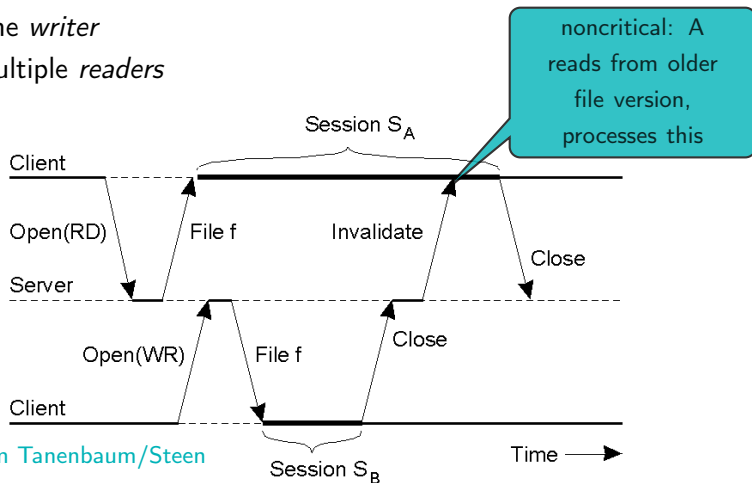 ne writer
ultiple readers
noncritical: A
reads from older
file version,
processes this
Session SA
Client
Open(RD)
File f
Invalidate
Close
Server
Open(WR)
File f
Close
Client
n Tanenbaum/Steen
Session SB
Time